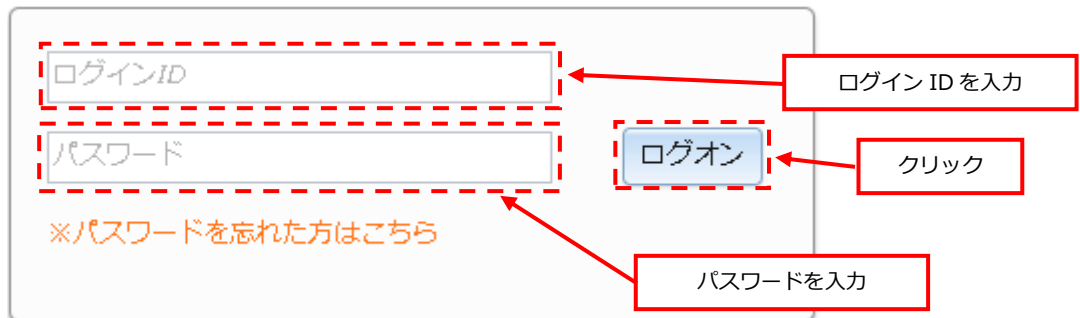 ログインID
ログイン ID を入力
パスワード
ログオン
クリック
※パスワードを忘れた方はこちら
パスワードを入力